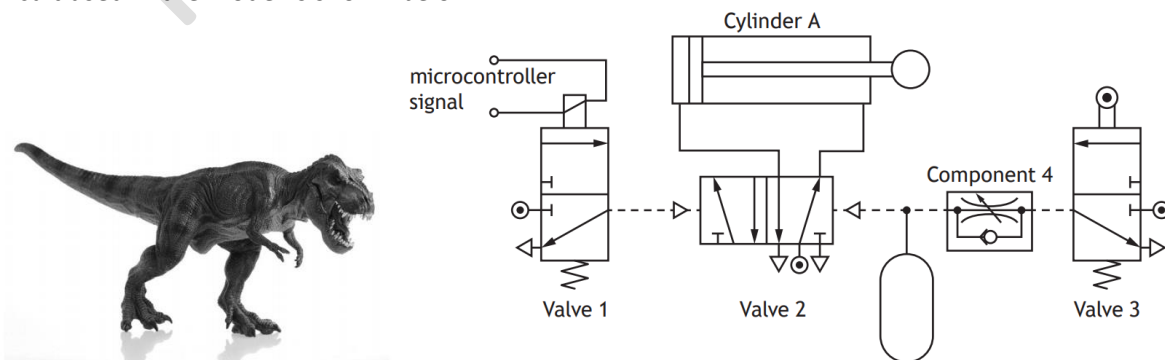 Cylinder A
microcontroller
signal
Component 4
Valve 1
Valve 2
Valve 3